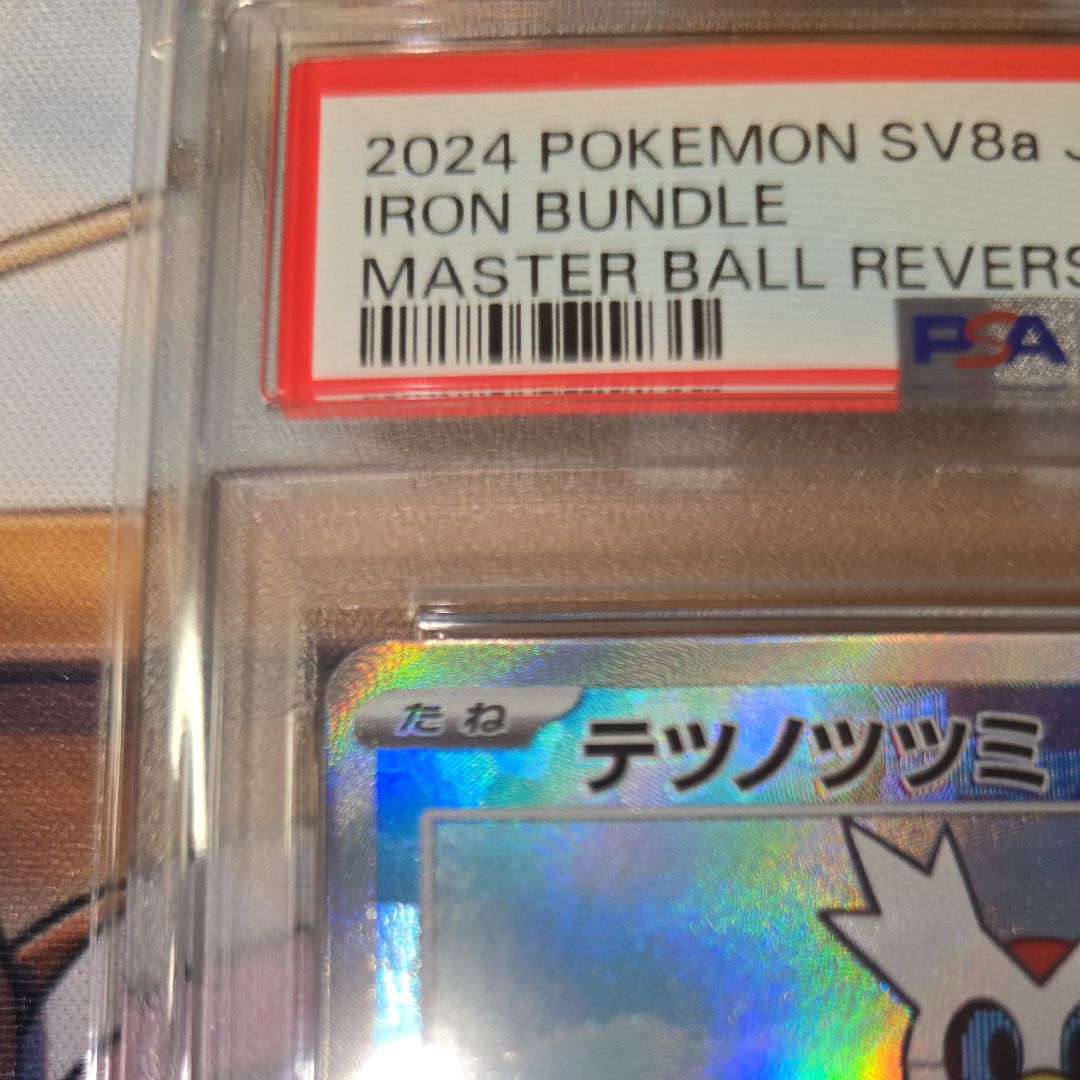 2024 POKEMON SV8a J
IRON BUNDLE
MASTER BALL REVERS
PSA
たね
テツノツツミ